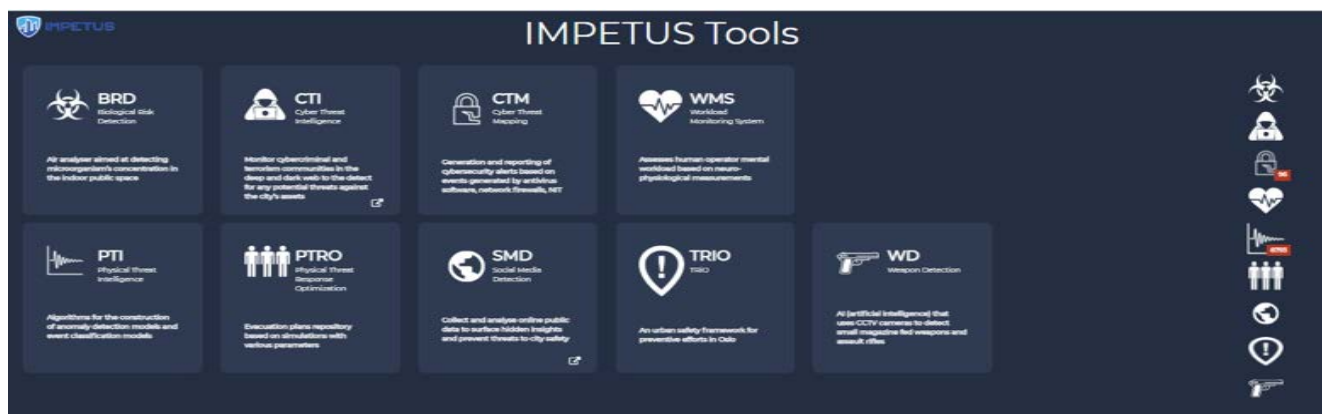 IMPETUS
IMPETUS Tools
BRD
Biological Risk
Detection
Air analyser aimed at detecting
microorganism's concentration in
the indoor public space
CTI
Cyber Threat
Intelligence
Monitor cybercriminal and
terrorism communities in the
deep and dark web to the detect
for any potential threats against
the city's assets
CTM
Cyber Threat
Mapping
Generation and reporting of
cybersecurity alerts based on
events generated by antivirus
software, network firewalls, NIT
WMS
Workload
Monitoring System
Assesses human operator mental
workload based on neuro-
physiological measurements
PTI
Physical Threat
Intelligence
Algorithms for the construction
of anomaly detection models and
event classification models
PTRO
Physical Threat
Response
Optimization
Evacuation plans repository
based on simulations with
various parameters
SMD
Social Media
Detection
Collect and analyse online public
data to surface hidden insights
and prevent threats to city safety
TRIO
TRIO
An urban safety framework for
preventive efforts in Oslo
WD
Weapon Detection
AI (artificial intelligence) that
uses CCTV cameras to detect
small magazine fed weapons and
assault rifles